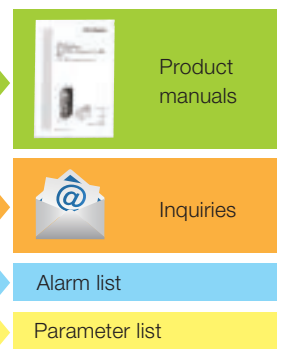 Product
manuals
@
Inquiries
Alarm list
Parameter list